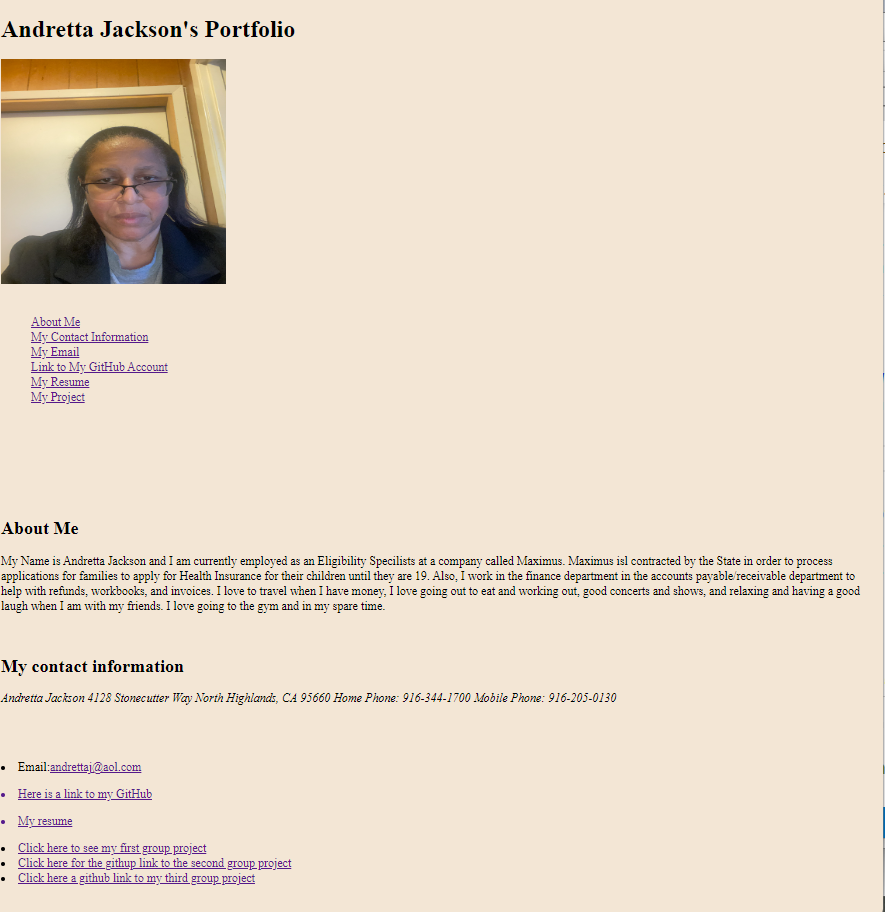 Andretta Jackson's Portfolio
About Me
My Contact Information
My Email
Link to My GitHub Account
My Resume
My Project
About Me
My Name is Andretta Jackson and I am currently employed as an Eligibility Specilists at a company called Maximus. Maximus isl contracted by the State in order to process
applications for families to apply for Health Insurance for their children until they are 19. Also, I work in the finance department in the accounts payable/receivable department to
help with refunds, workbooks, and invoices. I love to travel when I have money, I love going out to eat and working out, good concerts and shows, and relaxing and having a good
laugh when I am with my friends. I love going to the gym and in my spare time.
My contact information
Andretta Jackson 4128 Stonecutter Way North Highlands, CA 95660 Home Phone: 916-344-1700 Mobile Phone: 916-205-0130
Email:andrettaj@aol.com
Here is a link to my GitHub
My resume
Click here to see my first group project
Click here for the githup link to the second group project
Click here a github link to my third group project